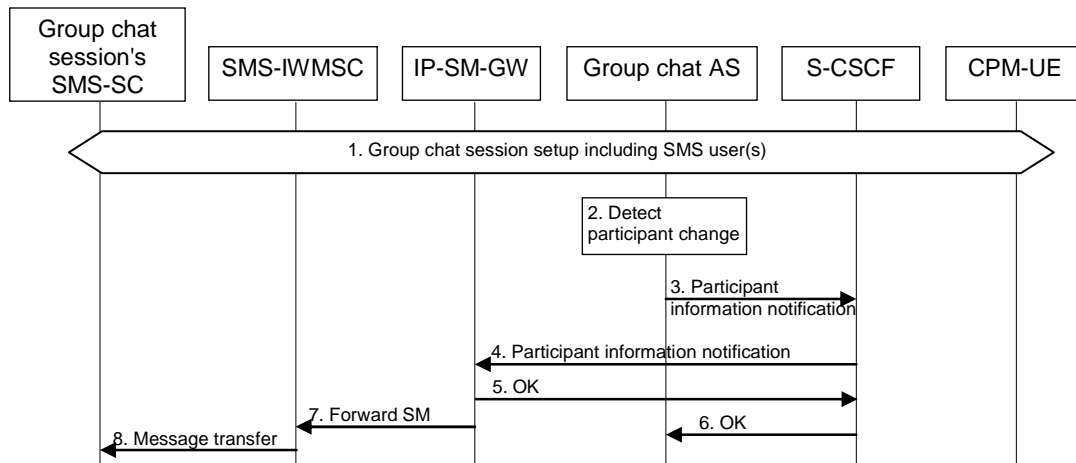 Group chat
session's
SMS-SC
SMS-IWMSC
IP-SM-GW
Group chat AS
S-CSCF
CPM-UE
1. Group chat session setup including SMS user(s)
2. Detect
participant change
3. Participant
information notification
4. Participant information notification
5. OK
7. Forward SM
6. OK
8. Message transfer